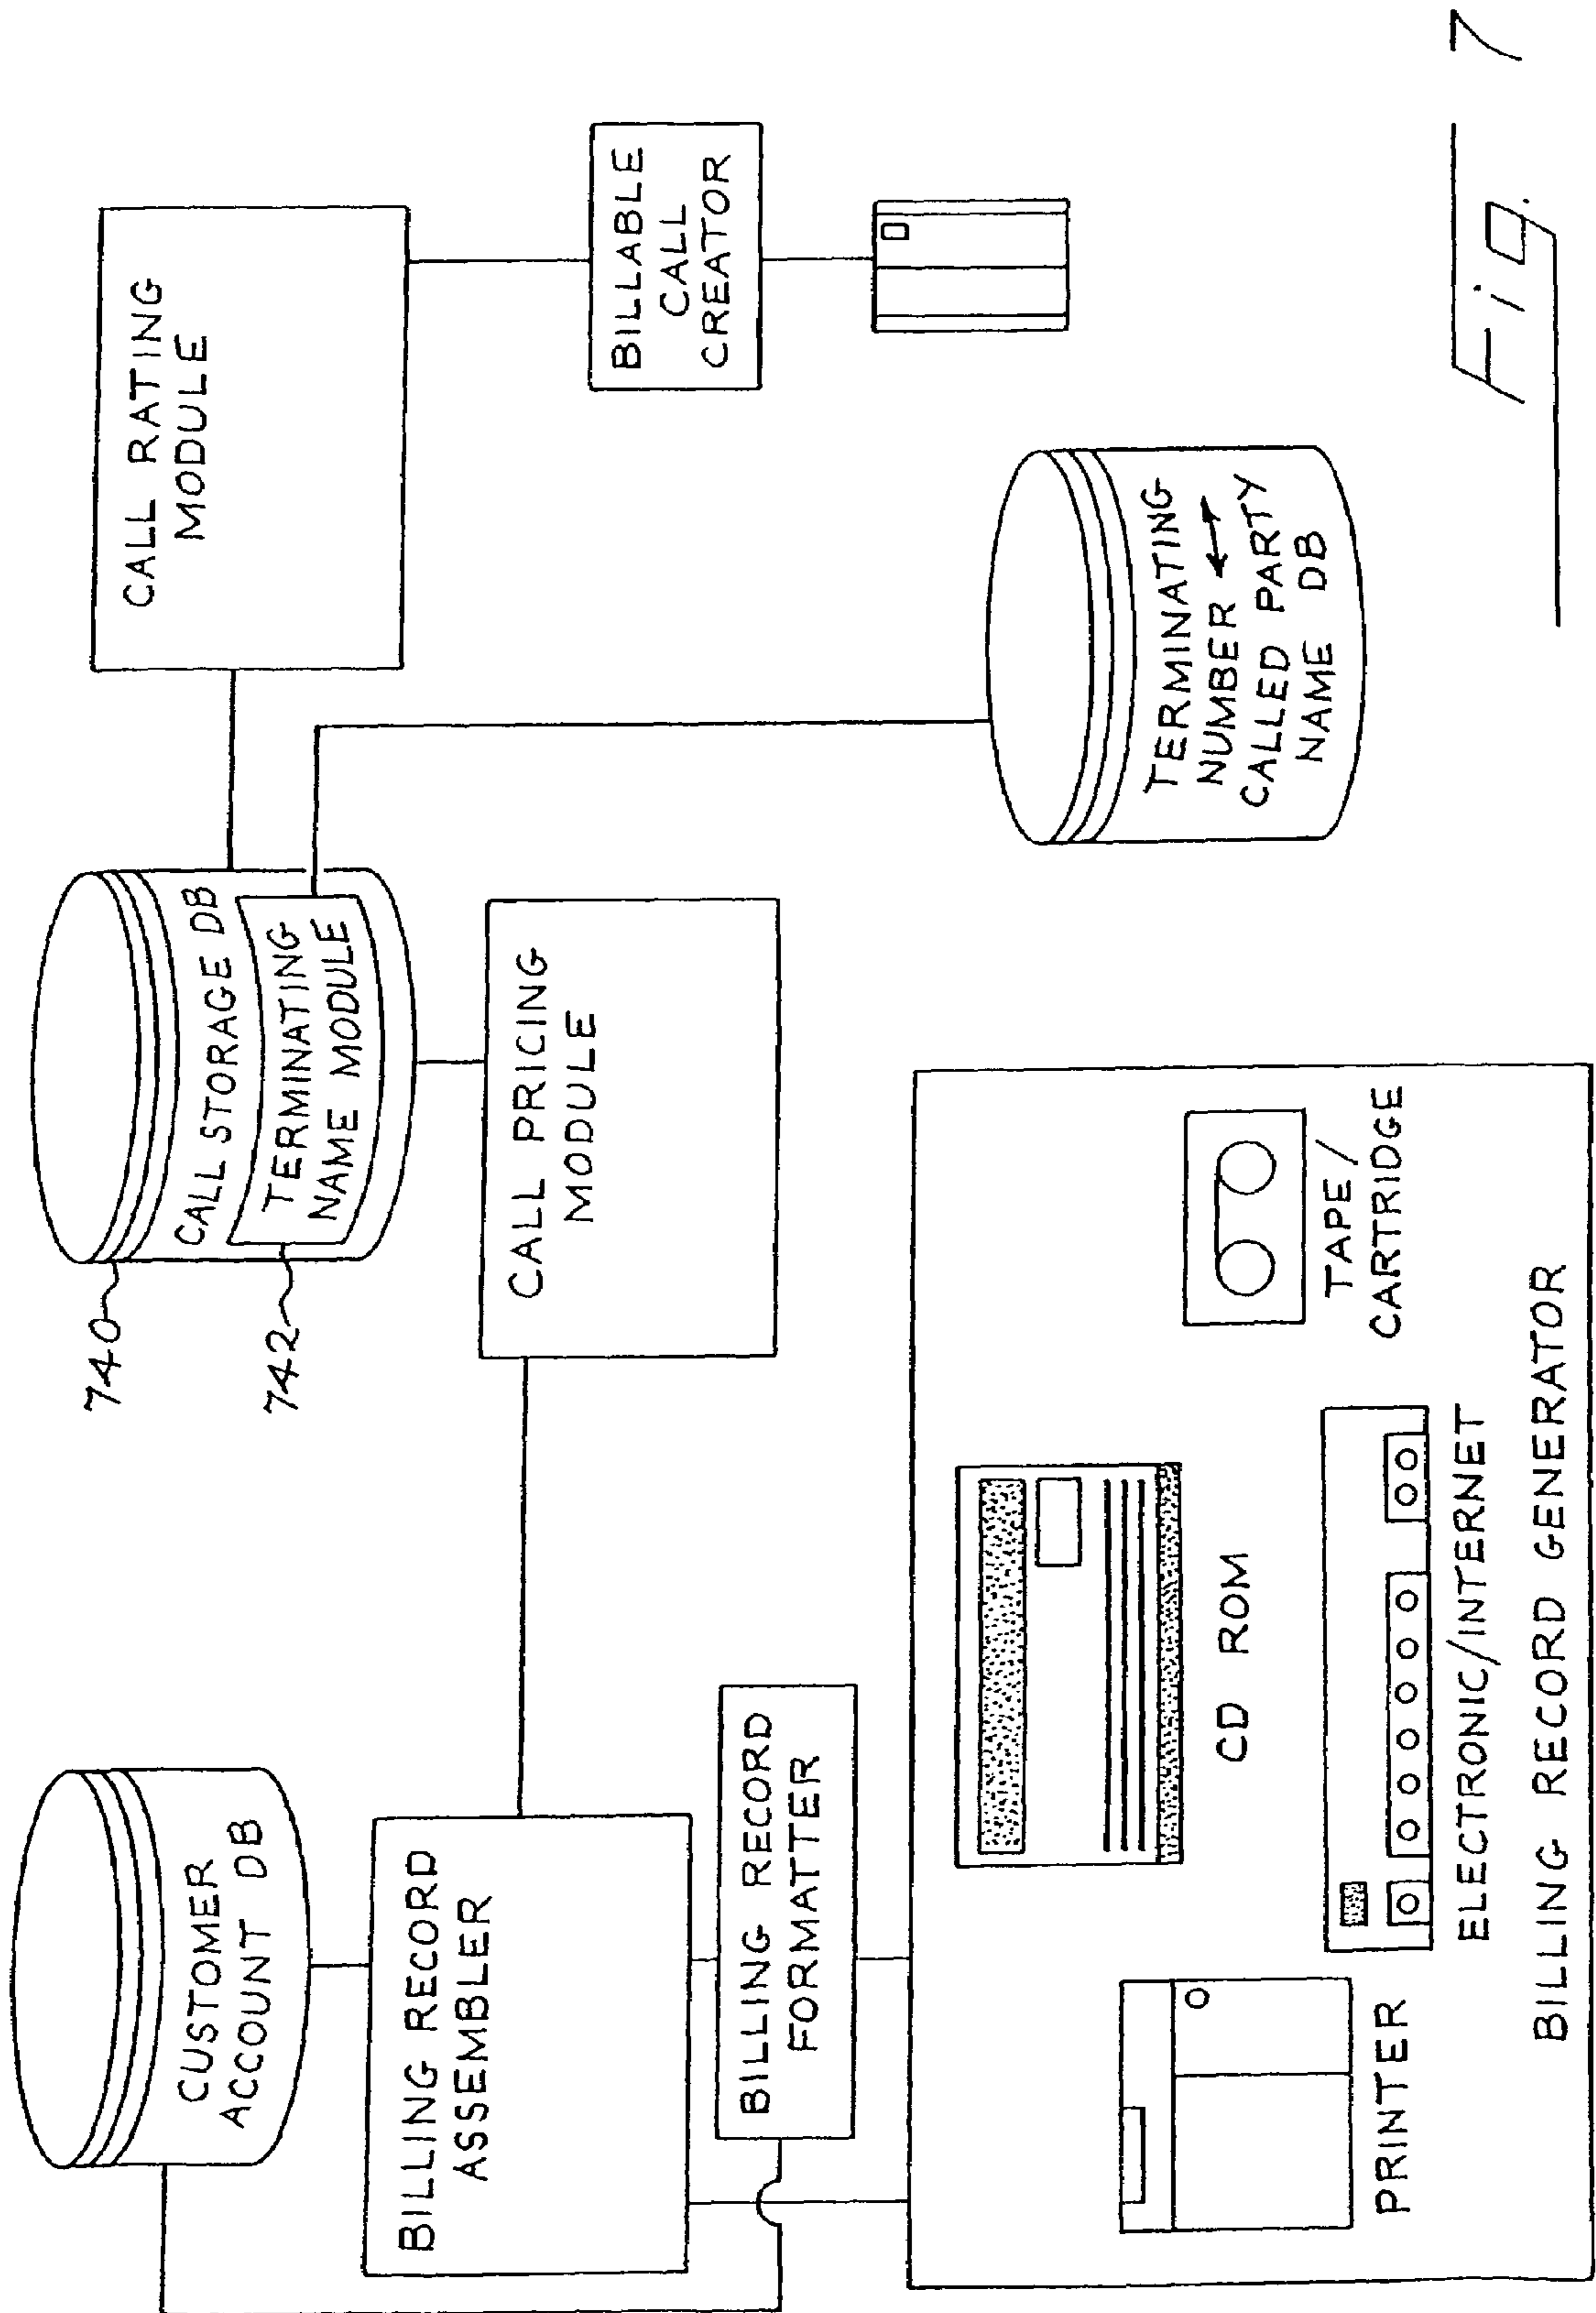 CUSTOMER
ACCOUNT DB
BILLING RECORD
ASSEMBLER
BILLING RECORD
FORMATTER
740
742
CALL STORAGE DB
TERMINATING
NAME MODULE
CALL PRICING
MODULE
CALL RATING
MODULE
BILLABLE
CALL
CREATOR
TERMINATING
NUMBER ↔
CALLED PARTY
NAME DB
PRINTER
CD ROM
ELECTRONIC/INTERNET
TAPE/
CARTRIDGE
BILLING RECORD GENERATOR
Fig. 7